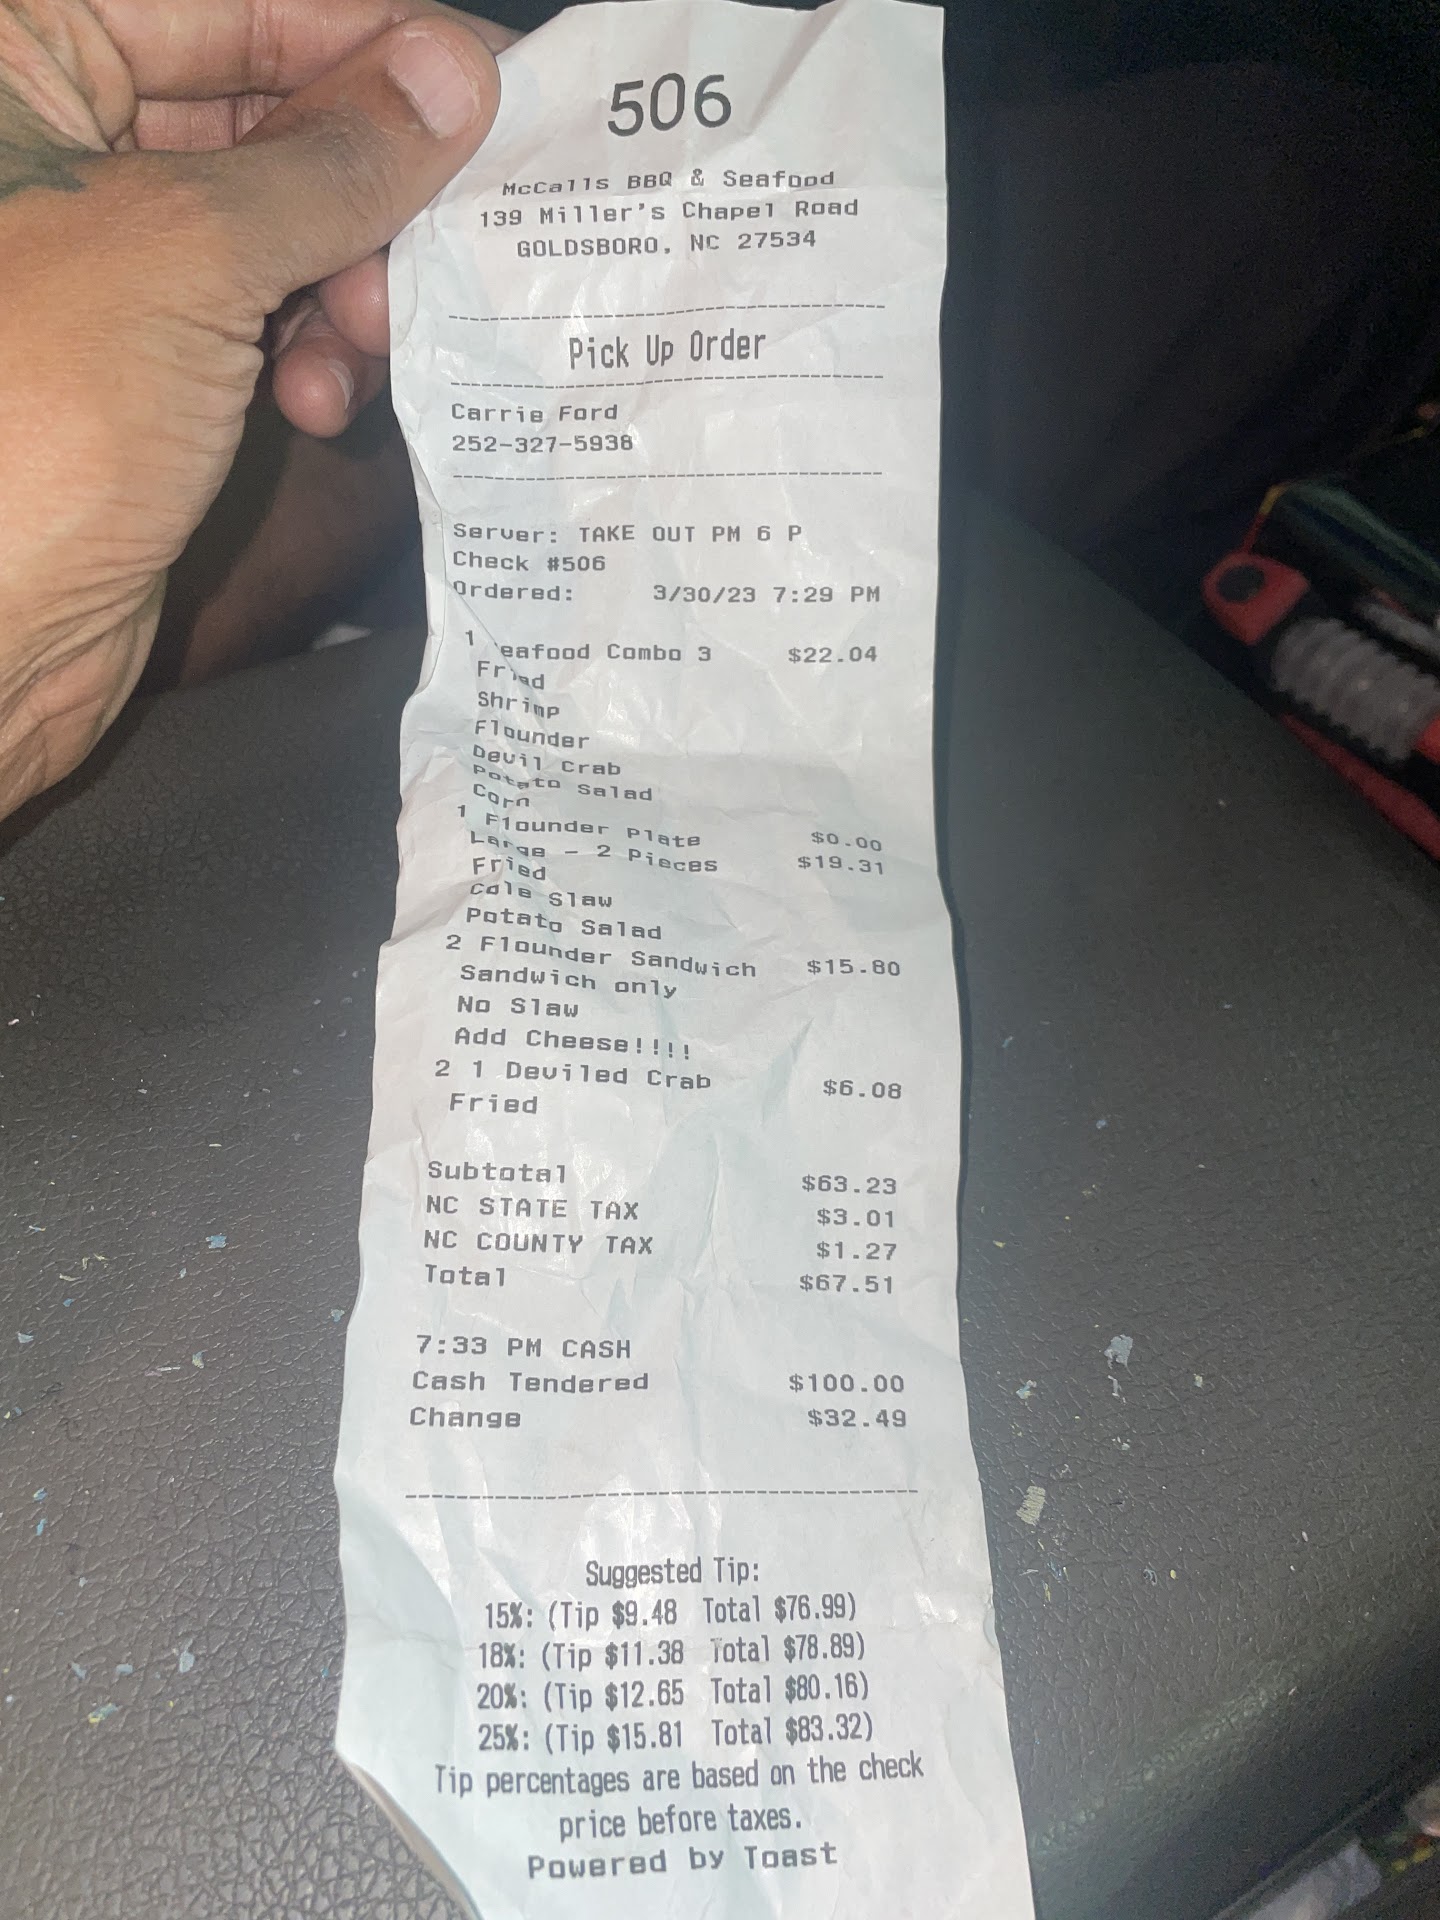 506
McCalls BBQ & Seafood
139 Miller's Chapel Road
GOLDSBORO, NC 27534
Pick Up Order
Carrie Ford
252-327-5938
Server: TAKE OUT PM 6 P
Check #506
Ordered: 3/30/23 7:29 PM
1 Seafood Combo 3 $22.04
Fried
Shrimp
Flounder
Devil Crab
Potato Salad
Corn
1 Flounder Plate $0.00
Large - 2 Pieces $19.31
Fried
Cole Slaw
Potato Salad
2 Flounder Sandwich $15.80
Sandwich only
No Slaw
Add Cheese!!!!
2 1 Deviled Crab $6.08
Fried
Subtotal $63.23
NC STATE TAX $3.01
NC COUNTY TAX $1.27
Total $67.51
7:33 PM CASH
Cash Tendered $100.00
Change $32.49
Suggested Tip:
15%: (Tip $9.48 Total $76.99)
18%: (Tip $11.38 Total $78.89)
20%: (Tip $12.65 Total $80.16)
25%: (Tip $15.81 Total $83.32)
Tip percentages are based on the check
price before taxes.
Powered by Toast